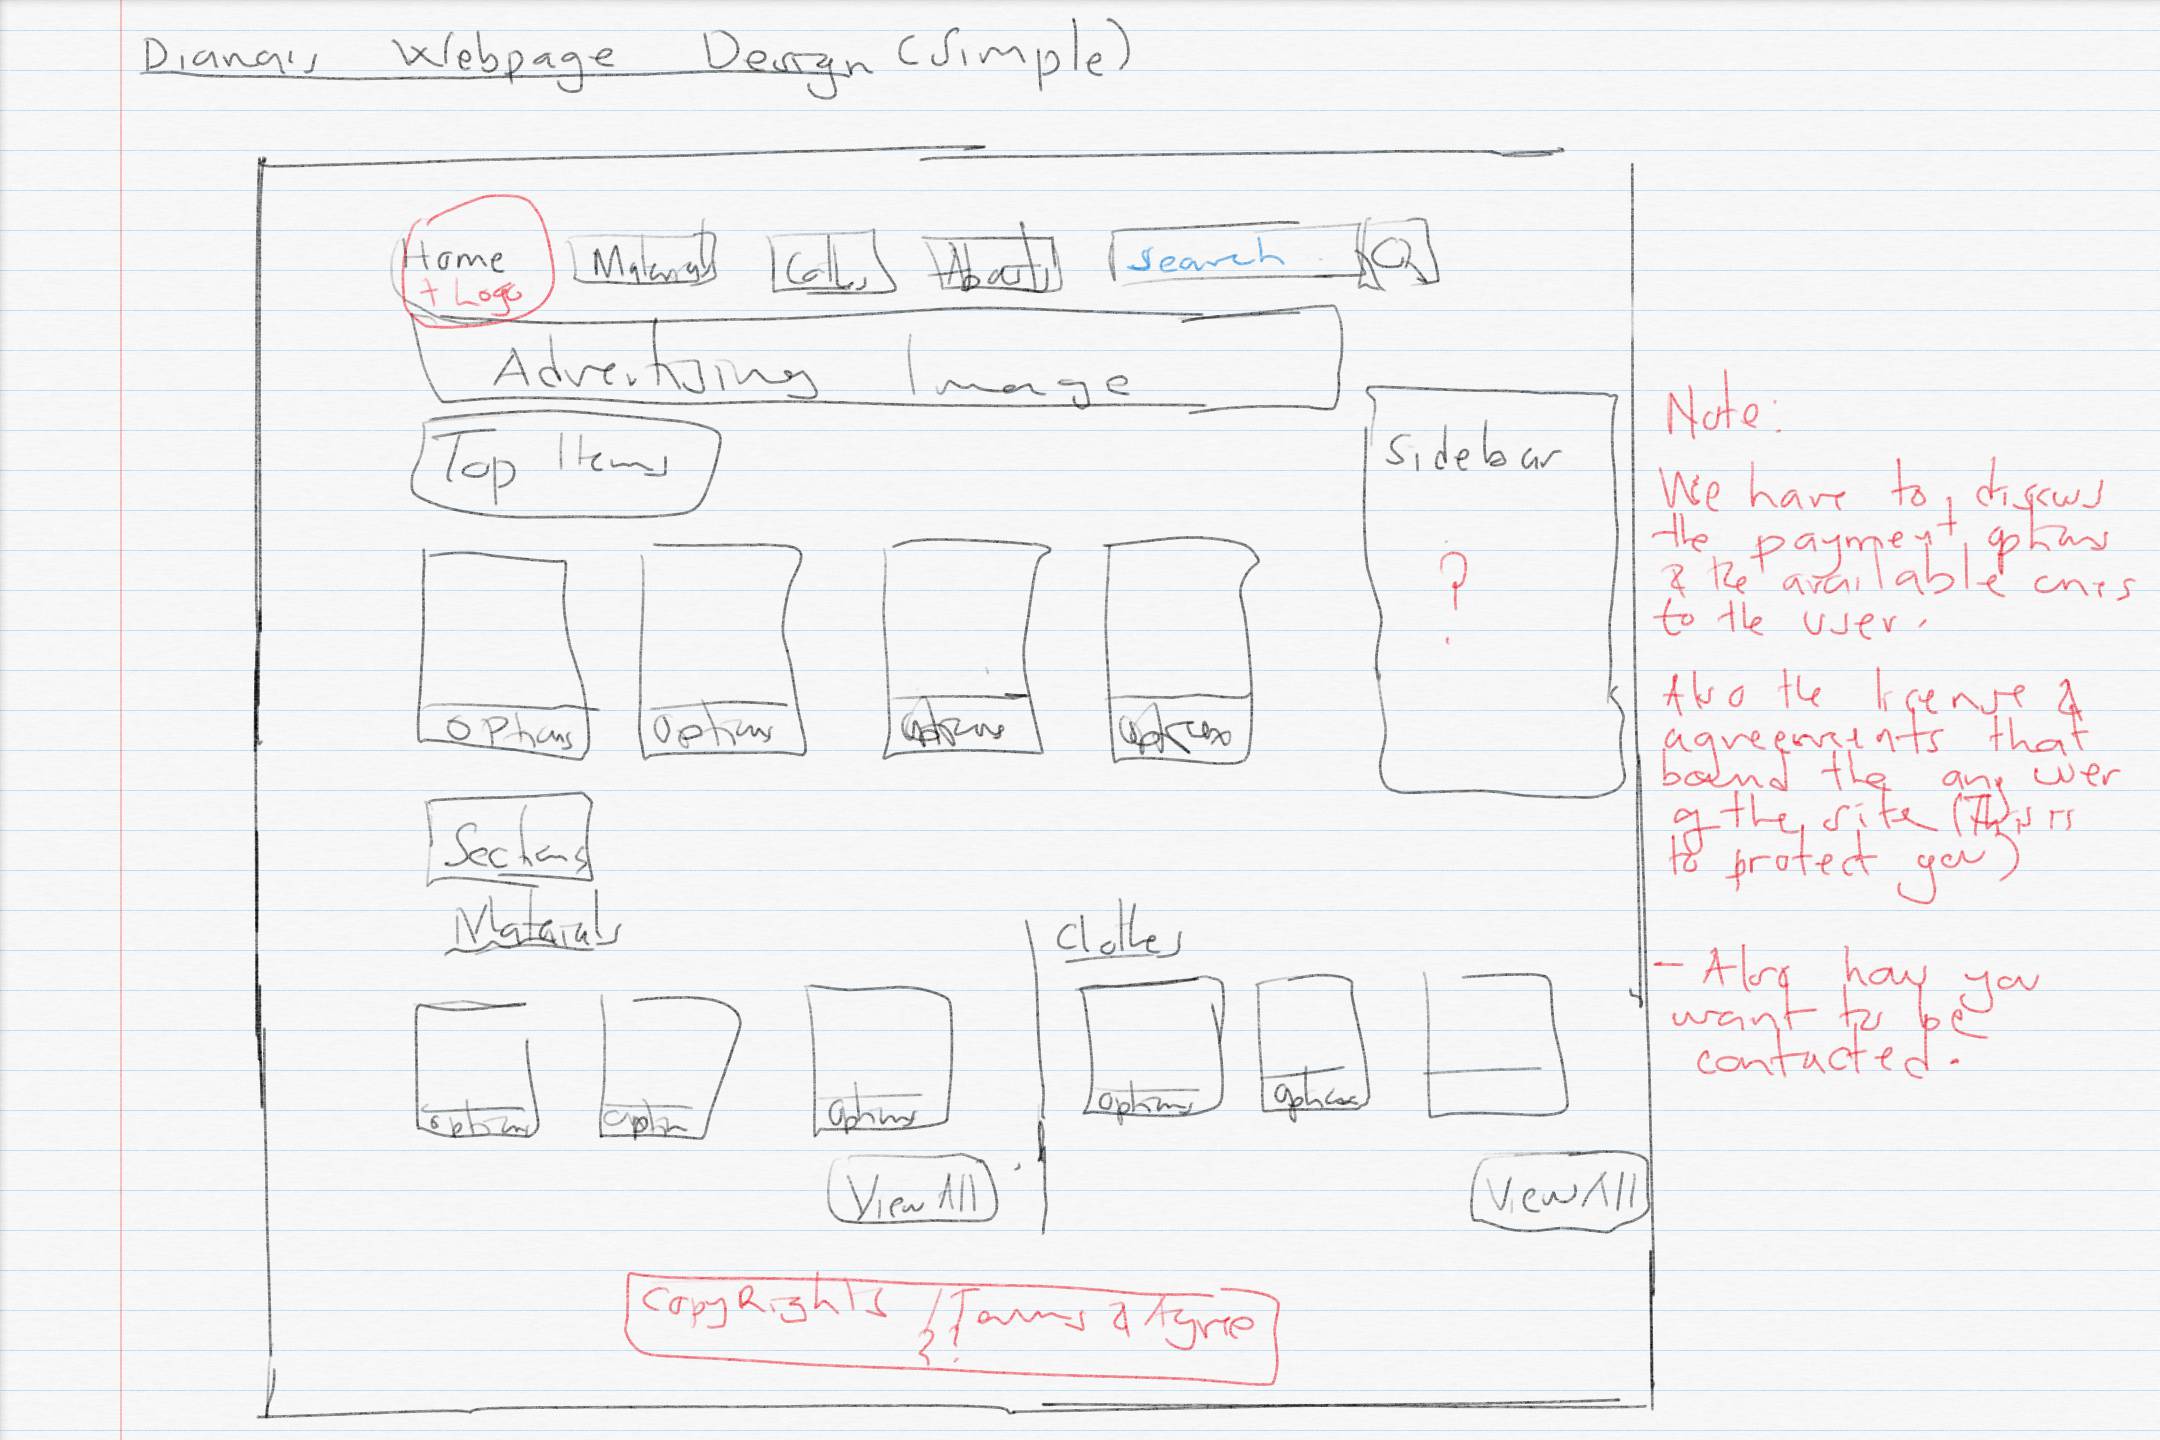 Diana's Webpage Design (Simple)
Home
+ Logo
Materials
About
search
Advertising Image
Top Items
Sidebar
?
Options
Options
Options
Sections
Materials
Clothes
options
option
options
options
options
View All
View All
CopyRights / Terms & Agree
??
Note:
We have to discuss
the payment options
& the available ones
to the user.
Also the license &
agreements that
bound the any user
of the site (This is
to protect you)
- Also how you
want to be
contacted.